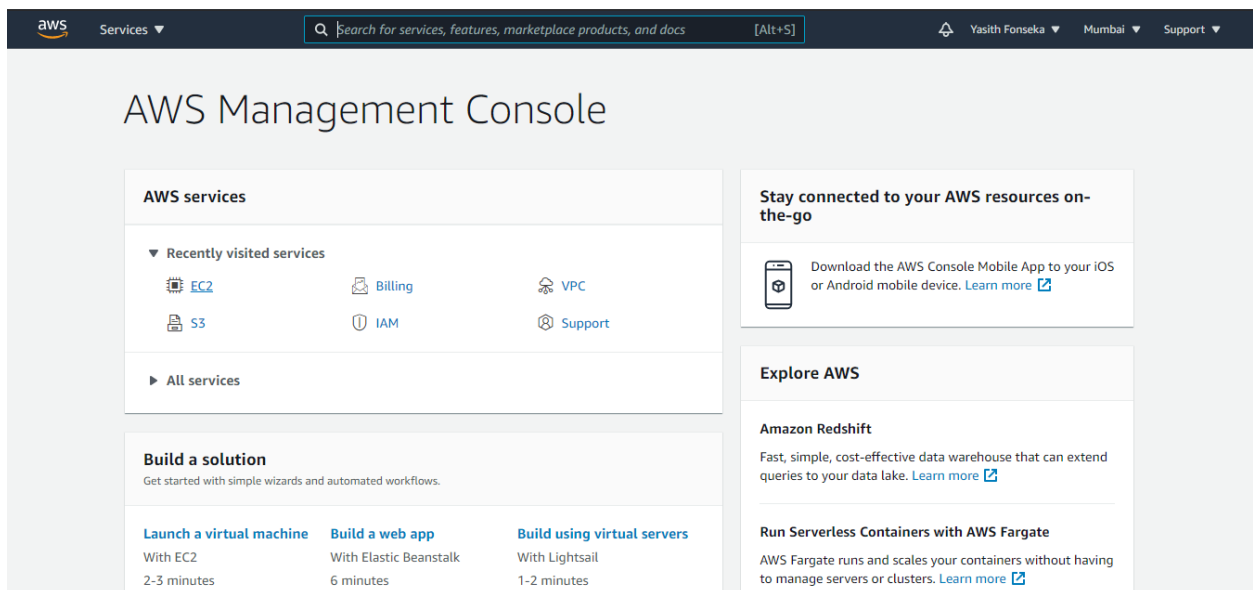 aws
Services ▼
Search for services, features, marketplace products, and docs [Alt+S]
Yasith Fonseka ▼
Mumbai ▼
Support ▼
AWS Management Console
AWS services
▼ Recently visited services
EC2
Billing
VPC
S3
IAM
Support
▶ All services
Build a solution
Get started with simple wizards and automated workflows.
Launch a virtual machine
With EC2
2-3 minutes
Build a web app
With Elastic Beanstalk
6 minutes
Build using virtual servers
With Lightsail
1-2 minutes
Stay connected to your AWS resources on-
the-go
Download the AWS Console Mobile App to your iOS
or Android mobile device. Learn more
Explore AWS
Amazon Redshift
Fast, simple, cost-effective data warehouse that can extend
queries to your data lake. Learn more
Run Serverless Containers with AWS Fargate
AWS Fargate runs and scales your containers without having
to manage servers or clusters. Learn more